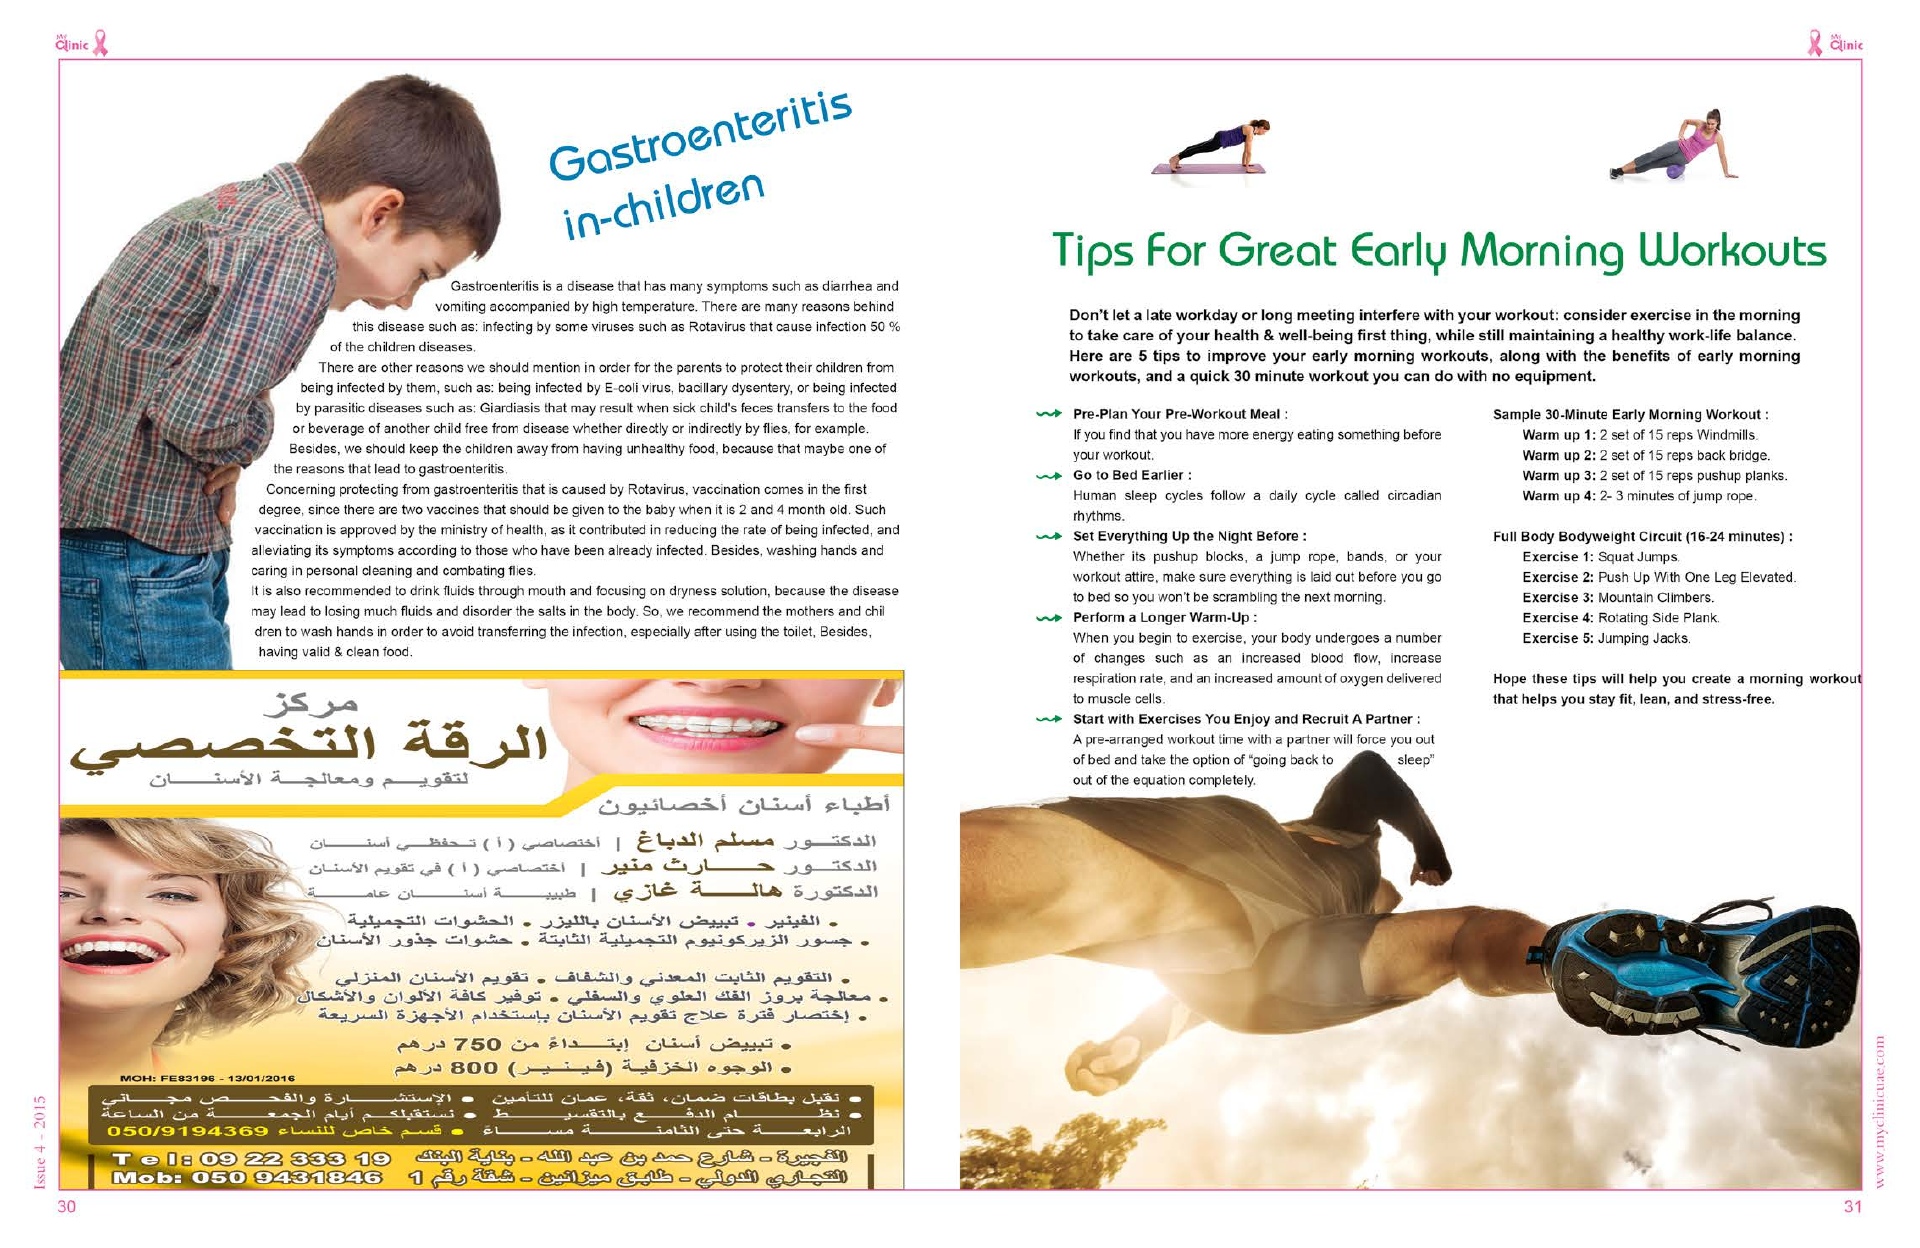 My
Clinic
Gastroenteritis
in-children
Gastroenteritis is a disease that has many symptoms such as diarrhea and
vomiting accompanied by high temperature. There are many reasons behind
this disease such as: infecting by some viruses such as Rotavirus that cause infection 50 %
of the children diseases.
There are other reasons we should mention in order for the parents to protect their children from
being infected by them, such as: being infected by E-coli virus, bacillary dysentery, or being infected
by parasitic diseases such as: Giardiasis that may result when sick child's feces transfers to the food
or beverage of another child free from disease whether directly or indirectly by flies, for example.
Besides, we should keep the children away from having unhealthy food, because that maybe one of
the reasons that lead to gastroenteritis.
Concerning protecting from gastroenteritis that is caused by Rotavirus, vaccination comes in the first
degree, since there are two vaccines that should be given to the baby when it is 2 and 4 month old. Such
vaccination is approved by the ministry of health, as it contributed in reducing the rate of being infected, and
alleviating its symptoms according to those who have been already infected. Besides, washing hands and
caring in personal cleaning and combating flies.
It is also recommended to drink fluids through mouth and focusing on dryness solution, because the disease
may lead to losing much fluids and disorder the salts in the body. So, we recommend the mothers and chil
dren to wash hands in order to avoid transferring the infection, especially after using the toilet, Besides,
having valid & clean food.
مركز
الرقة التخصصي
لتقويم ومعالجة الأسنان
أطباء أسنان أخصائيون
الدكتور مسلم الدباغ | أختصاصي (أ) تحفظي أسنان
الدكتور حارث منير | أختصاصي (أ) في تقويم الأسنان
الدكتورة هالة غازي | طبيبة أسنان عامة
• الفينير • تبييض الأسنان بالليزر • الحشوات التجميلية
• جسور الزيركونيوم التجميلية الثابتة • حشوات جذور الأسنان
• التقويم الثابت المعدني والشفاف • تقويم الأسنان المنزلي
• معالجة بروز الفك العلوي والسفلي • توفير كافة الألوان والأشكال
• إختصار فترة علاج تقويم الأسنان بإستخدام الأجهزة السريعة
• تبييض أسنان إبتداءً من 750 درهم
• الوجوه الخزفية (فينير) 800 درهم
MOH: FE83196 - 13/01/2016
• نقبل بطاقات ضمان، ثقة، عمان للتأمين • الإستشارة والفحص مجاني
• نظام الدفع بالتقسيط • نستقبلكم أيام الجمعة من الساعة
الرابعة حتى الثامنة مساءً • قسم خاص للنساء 050/9194369
الفجيرة - شارع حمد بن عبد الله - بناية البنك
Tel: 09 22 333 19
التجاري الدولي - طابق ميزانين - شقة رقم 1
Mob: 050 9431846
Issue 4 - 2015
30
My
Clinic
Tips For Great Early Morning Workouts
Don't let a late workday or long meeting interfere with your workout: consider exercise in the morning
to take care of your health & well-being first thing, while still maintaining a healthy work-life balance.
Here are 5 tips to improve your early morning workouts, along with the benefits of early morning
workouts, and a quick 30 minute workout you can do with no equipment.
Pre-Plan Your Pre-Workout Meal :
If you find that you have more energy eating something before
your workout.
Go to Bed Earlier :
Human sleep cycles follow a daily cycle called circadian
rhythms.
Set Everything Up the Night Before :
Whether its pushup blocks, a jump rope, bands, or your
workout attire, make sure everything is laid out before you go
to bed so you won't be scrambling the next morning.
Perform a Longer Warm-Up :
When you begin to exercise, your body undergoes a number
of changes such as an increased blood flow, increase
respiration rate, and an increased amount of oxygen delivered
to muscle cells.
Start with Exercises You Enjoy and Recruit A Partner :
A pre-arranged workout time with a partner will force you out
of bed and take the option of “going back to sleep”
out of the equation completely.
Sample 30-Minute Early Morning Workout :
Warm up 1: 2 set of 15 reps Windmills.
Warm up 2: 2 set of 15 reps back bridge.
Warm up 3: 2 set of 15 reps pushup planks.
Warm up 4: 2- 3 minutes of jump rope.
Full Body Bodyweight Circuit (16-24 minutes) :
Exercise 1: Squat Jumps.
Exercise 2: Push Up With One Leg Elevated.
Exercise 3: Mountain Climbers.
Exercise 4: Rotating Side Plank.
Exercise 5: Jumping Jacks.
Hope these tips will help you create a morning workout
that helps you stay fit, lean, and stress-free.
www.myclinicuae.com
31